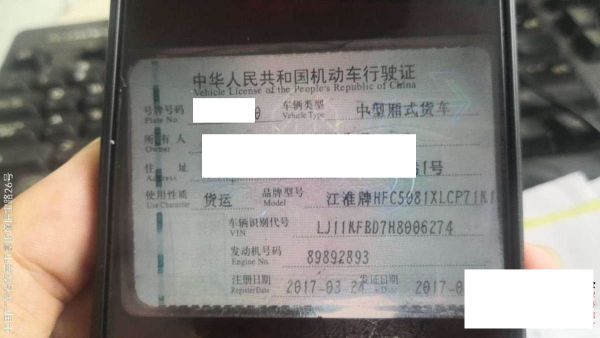 中华人民共和国机动车行驶证
Vehicle License of the People's Republic of China
号牌号码 0 车辆类型 中型厢式货车
Plate No. Vehicle Type
所有人
Owner
住址 1号
Address
使用性质 货运 品牌型号 江淮牌HFC5081XLCP71K1
Use Character Model
车辆识别代号 LJ11KFBD7H8006274
VIN
发动机号码 89892893
Engine No.
注册日期 2017-03-24 发证日期 2017-0
Register Date